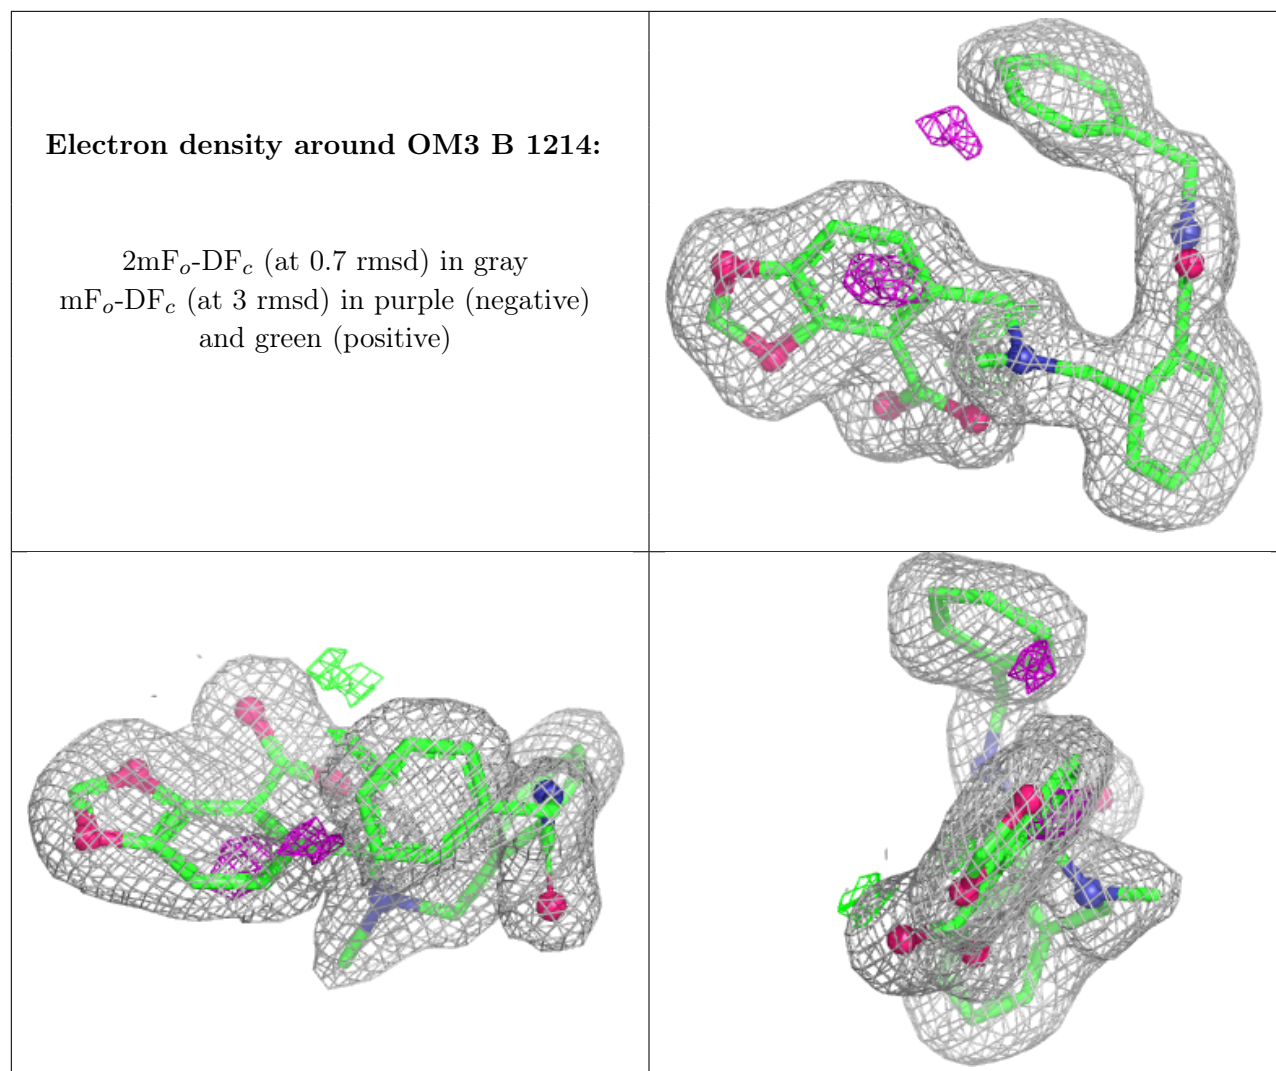 Electron density around OM3 B 1214:
2mFo-DFc (at 0.7 rmsd) in gray
mFo-DFc (at 3 rmsd) in purple (negative)
and green (positive)